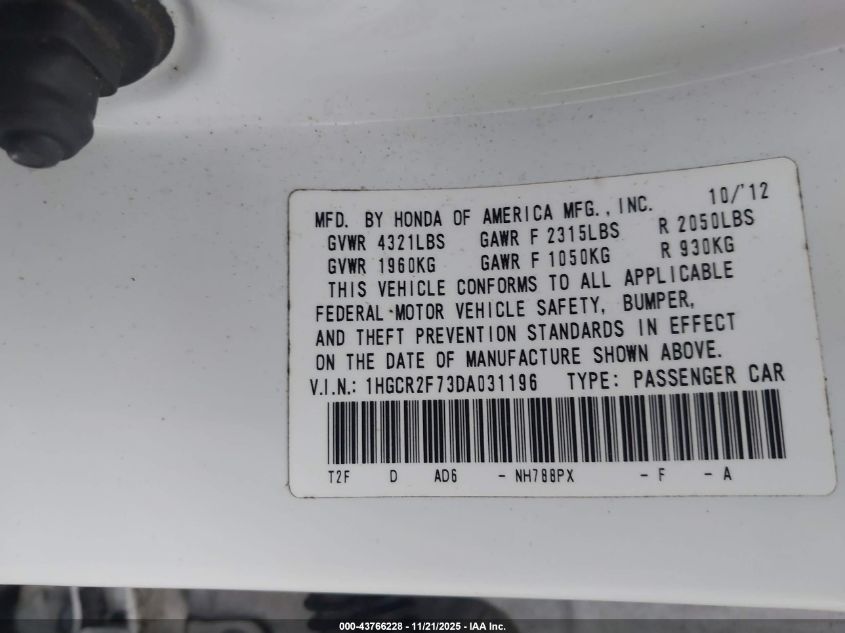 MFD. BY HONDA OF AMERICA MFG., INC. 10/'12
GVWR 4321LBS GAWR F 2315LBS R 2050LBS
GVWR 1960KG GAWR F 1050KG R 930KG
THIS VEHICLE CONFORMS TO ALL APPLICABLE
FEDERAL MOTOR VEHICLE SAFETY, BUMPER,
AND THEFT PREVENTION STANDARDS IN EFFECT
ON THE DATE OF MANUFACTURE SHOWN ABOVE.
V.I.N.: 1HGCR2F73DA031196 TYPE: PASSENGER CAR
T2F D AD6 - NH788PX - F - A
000-43766228 - 11/21/2025 - IAA Inc.